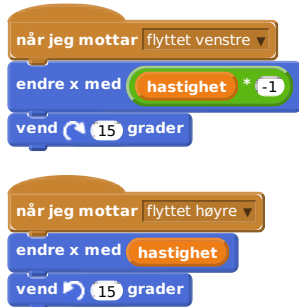 når jeg mottar flyttet venstre
endre x med hastighet * -1
vend 15 grader
når jeg mottar flyttet høyre
endre x med hastighet
vend 15 grader